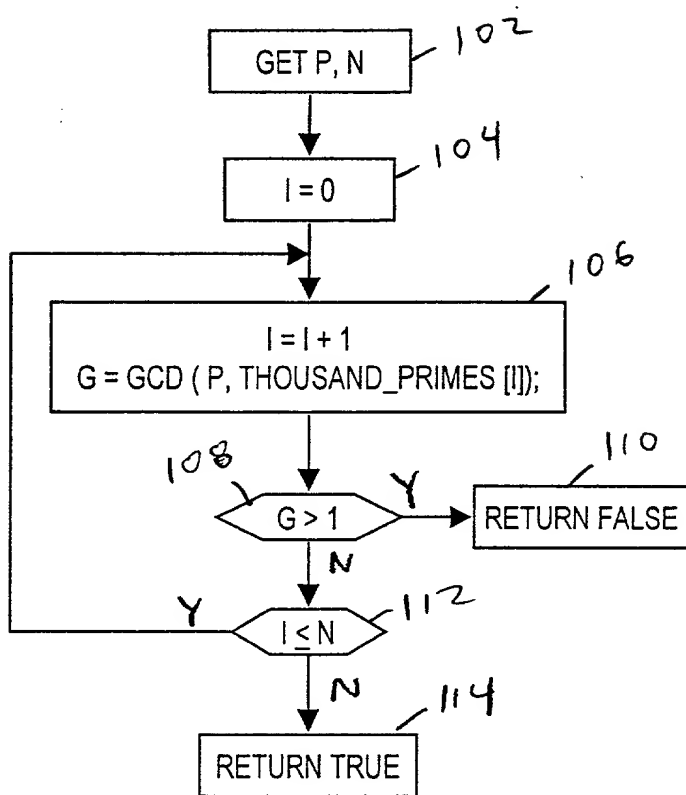 102
GET P, N
104
I = 0
106
I = I + 1
G = GCD ( P, THOUSAND_PRIMES [I]);
108
110
G > 1
Y
RETURN FALSE
N
112
Y
I ≤ N
N
114
RETURN TRUE